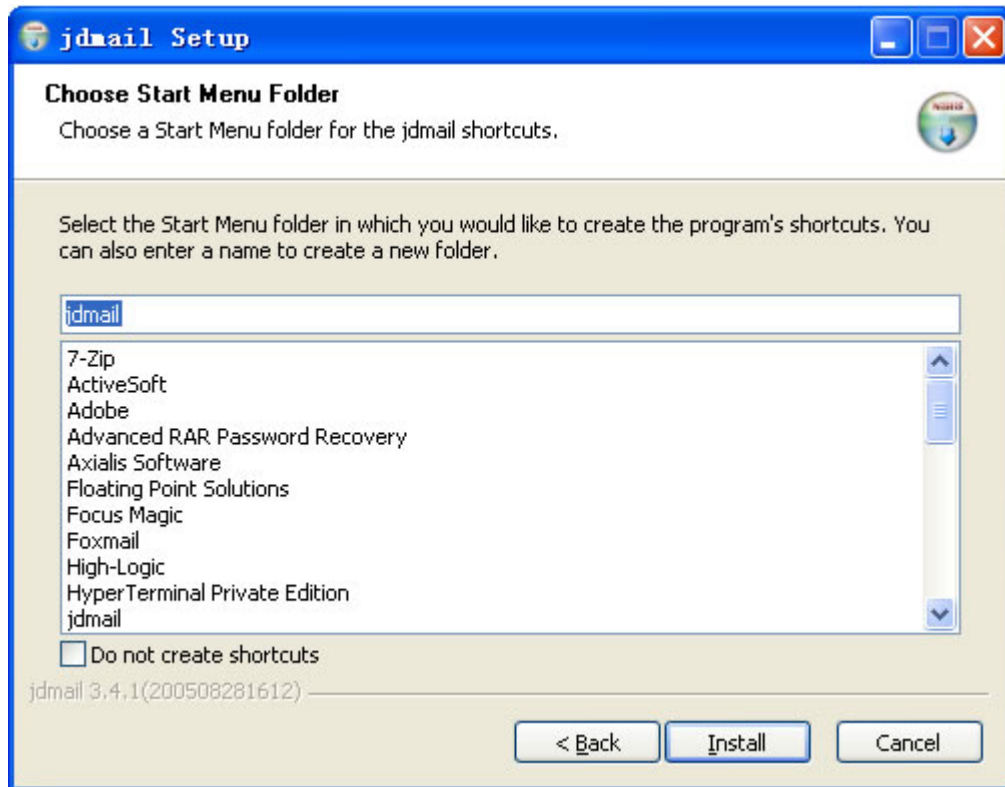 jdmail Setup
Choose Start Menu Folder
Choose a Start Menu folder for the jdmail shortcuts.
Select the Start Menu folder in which you would like to create the program's shortcuts. You
can also enter a name to create a new folder.
jdmail
7-Zip
ActiveSoft
Adobe
Advanced RAR Password Recovery
Axialis Software
Floating Point Solutions
Focus Magic
Foxmail
High-Logic
HyperTerminal Private Edition
jdmail
Do not create shortcuts
jdmail 3.4.1(200508281612)
< Back
Install
Cancel